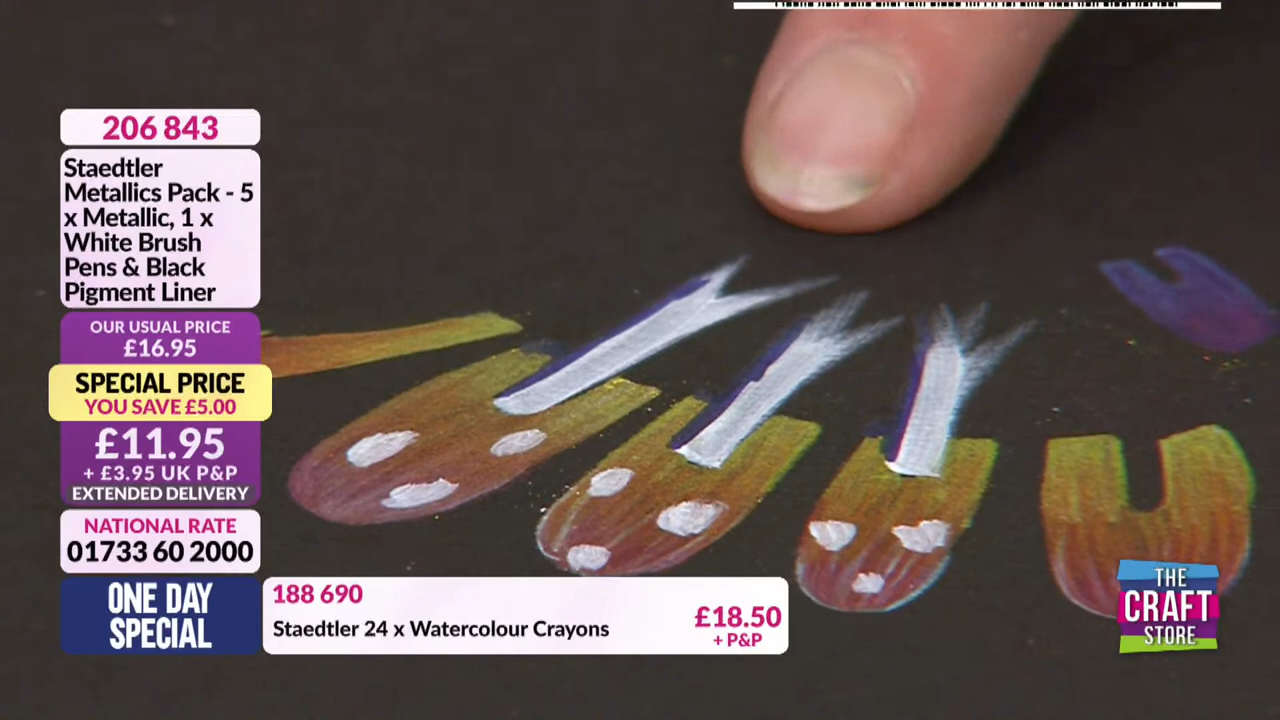 206 843
Staedtler
Metallics Pack - 5
x Metallic, 1 x
White Brush
Pens & Black
Pigment Liner
OUR USUAL PRICE
£16.95
SPECIAL PRICE
YOU SAVE £5.00
£11.95
+ £3.95 UK P&P
EXTENDED DELIVERY
NATIONAL RATE
01733 60 2000
ONE DAY
SPECIAL
188 690
Staedtler 24 x Watercolour Crayons
£18.50
+ P&P
THE
CRAFT
STORE